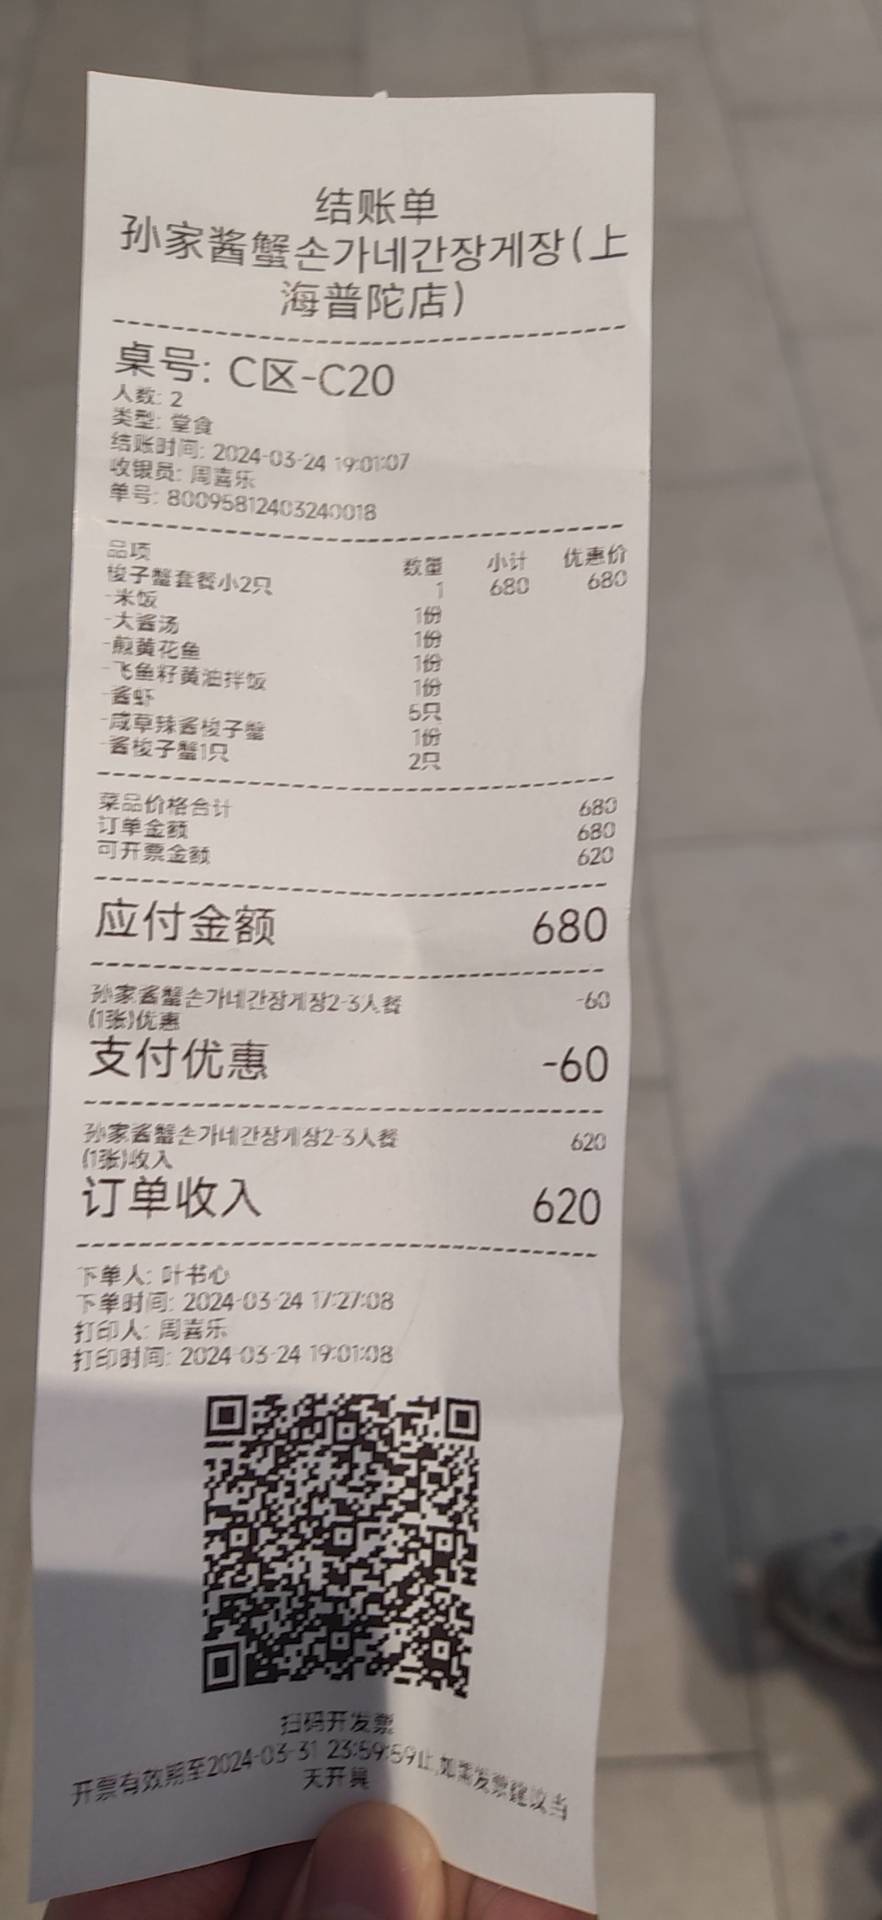 结账单
孙家酱蟹손가네간장게장(上
海普陀店)
桌号: C区-C20
人数: 2
类型: 堂食
结账时间: 2024-03-24 19:01:07
收银员: 周喜乐
单号: 80095812403240018
品项 数量 小计 优惠价
梭子蟹套餐小2只 1 680 680
-米饭 1份
-大酱汤 1份
-煎黄花鱼 1份
-飞鱼籽黄油拌饭 1份
-酱虾 5只
-咸草辣酱梭子蟹 1份
-酱梭子蟹1只 2只
菜品价格合计 680
订单金额 680
可开票金额 620
应付金额 680
孙家酱蟹손가네간장게장2-3人餐 -60
(1张)优惠
支付优惠 -60
孙家酱蟹손가네간장게장2-3人餐 620
(1张)收入
订单收入 620
下单人: 叶书心
下单时间: 2024-03-24 17:27:08
打印人: 周喜乐
打印时间: 2024-03-24 19:01:08
扫码开发票
开票有效期至2024-03-31 23:59:59止,如需发票建议当
天开具